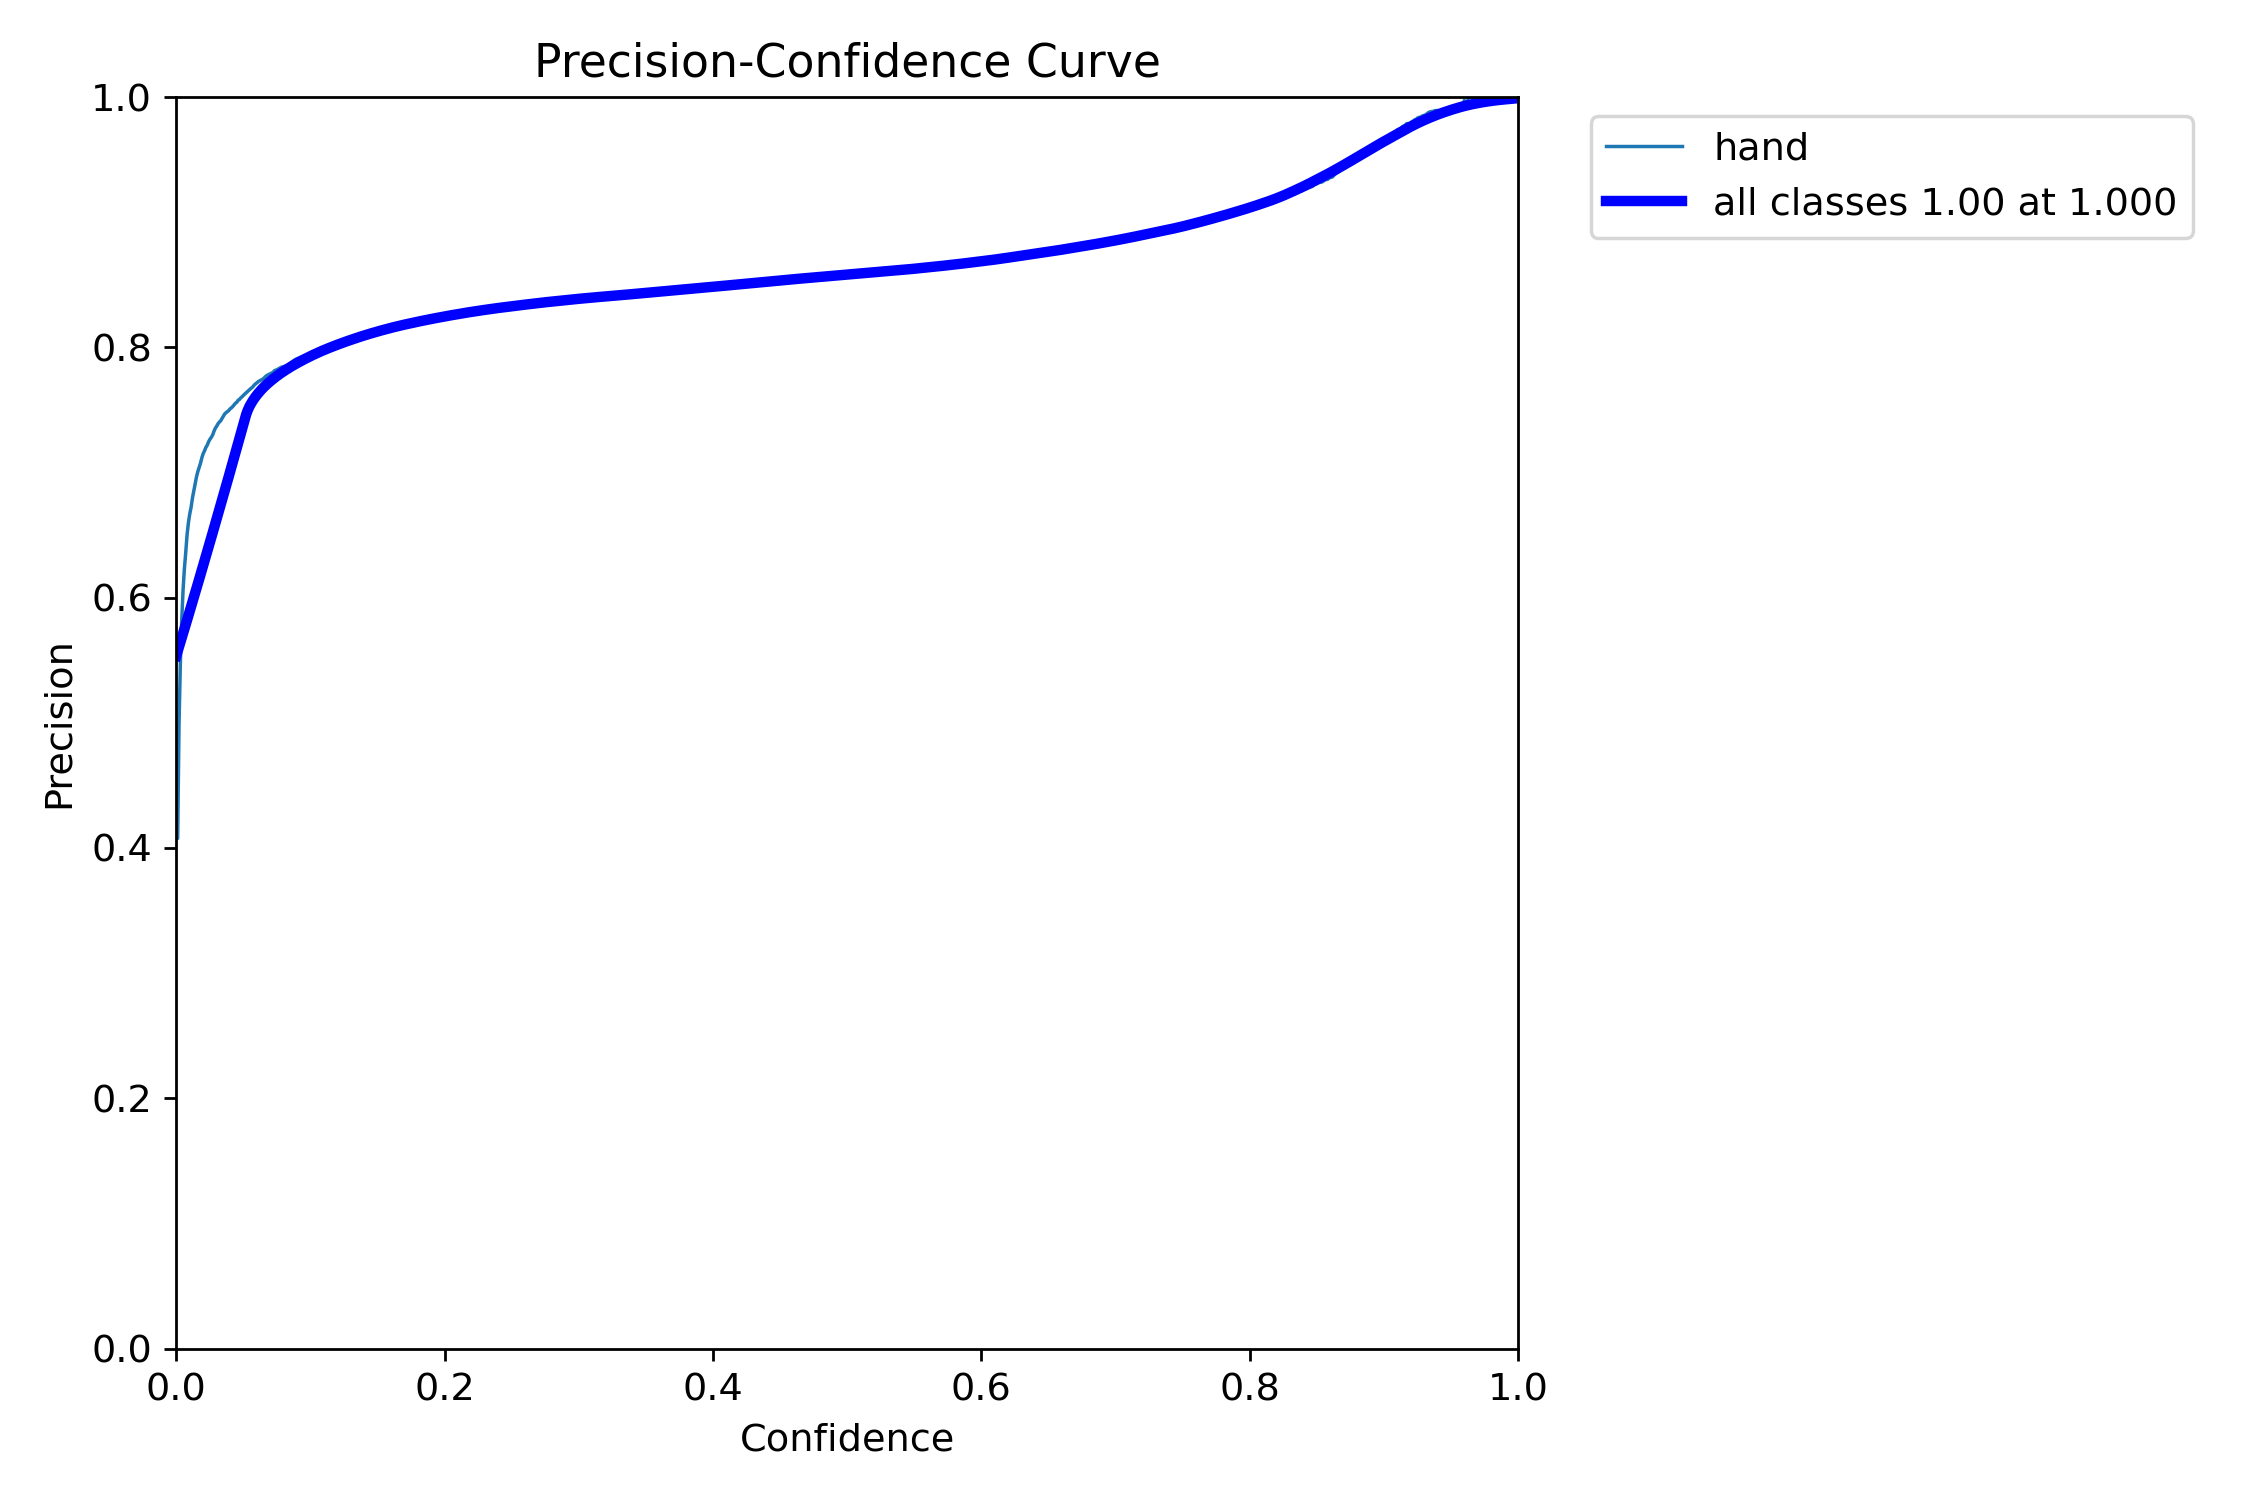 Precision-Confidence Curve
1.0
0.8
0.6
0.4
0.2
0.0
Precision
0.0 0.2 0.4 0.6 0.8 1.0
Confidence
hand
all classes 1.00 at 1.000